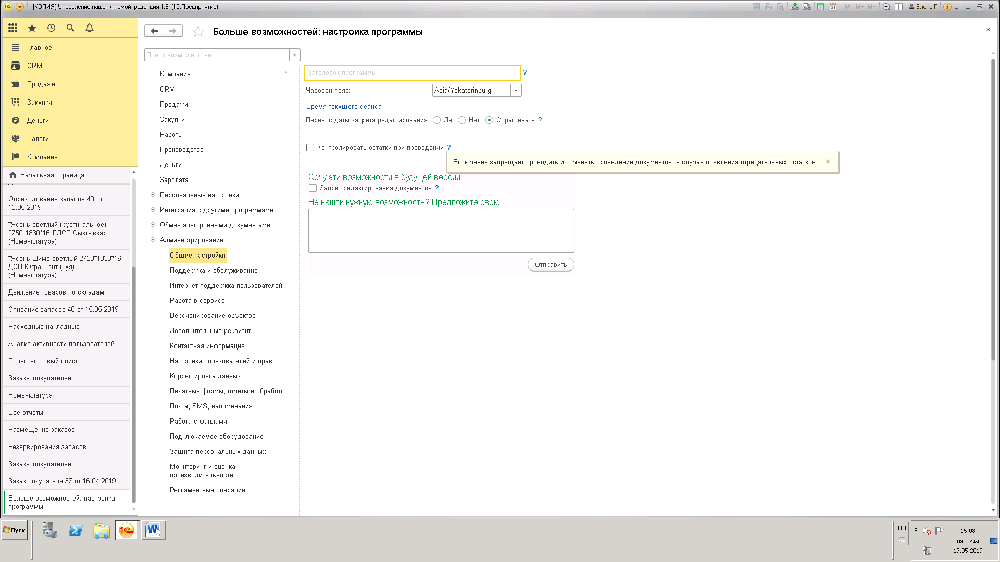 [КОПИЯ] Управление нашей фирмой, редакция 1.6 (1С:Предприятие)
M M+ M- Елена П
Главное
CRM
Продажи
Закупки
Деньги
Налоги
Компания
Начальная страница
Движение товаров по складам
Оприходование запасов 40 от
15.05.2019
*Ясень светлый (рустикальное)
2750*1830*16 ЛДСП Сыктывкар
(Номенклатура)
*Ясень Шимо светлый 2750*1830*16
ДСП Югра-Плит (Туя)
(Номенклатура)
Движение товаров по складам
Списание запасов 40 от 15.05.2019
Расходные накладные
Анализ активности пользователей
Полнотекстовый поиск
Заказы покупателей
Номенклатура
Все отчеты
Размещение заказов
Резервирования запасов
Заказы покупателей
Заказ покупателя 37 от 16.04.2019
Больше возможностей: настройка
программы
Больше возможностей: настройка программы
Поиск возможностей ×
Компания
CRM
Продажи
Закупки
Работы
Производство
Деньги
Зарплата
Персональные настройки
Интеграция с другими программами
Обмен электронными документами
Администрирование
Общие настройки
Поддержка и обслуживание
Интернет-поддержка пользователей
Работа в сервисе
Версионирование объектов
Дополнительные реквизиты
Контактная информация
Настройки пользователей и прав
Корректировка данных
Печатные формы, отчеты и обработк
Почта, SMS, напоминания
Работа с файлами
Подключаемое оборудование
Защита персональных данных
Мониторинг и оценка
производительности
Регламентные операции
Заголовок программы ?
Часовой пояс: Asia/Yekaterinburg
Время текущего сеанса
Перенос даты запрета редактирования: Да Нет Спрашивать ?
Контролировать остатки при проведении ?
Включение запрещает проводить и отменять проведение документов, в случае появления отрицательных остатков. ×
Хочу эти возможности в будущей версии
Запрет редактирования документов ?
Не нашли нужную возможность? Предложите свою
Отправить
Пуск
RU
15:08
пятница
17.05.2019